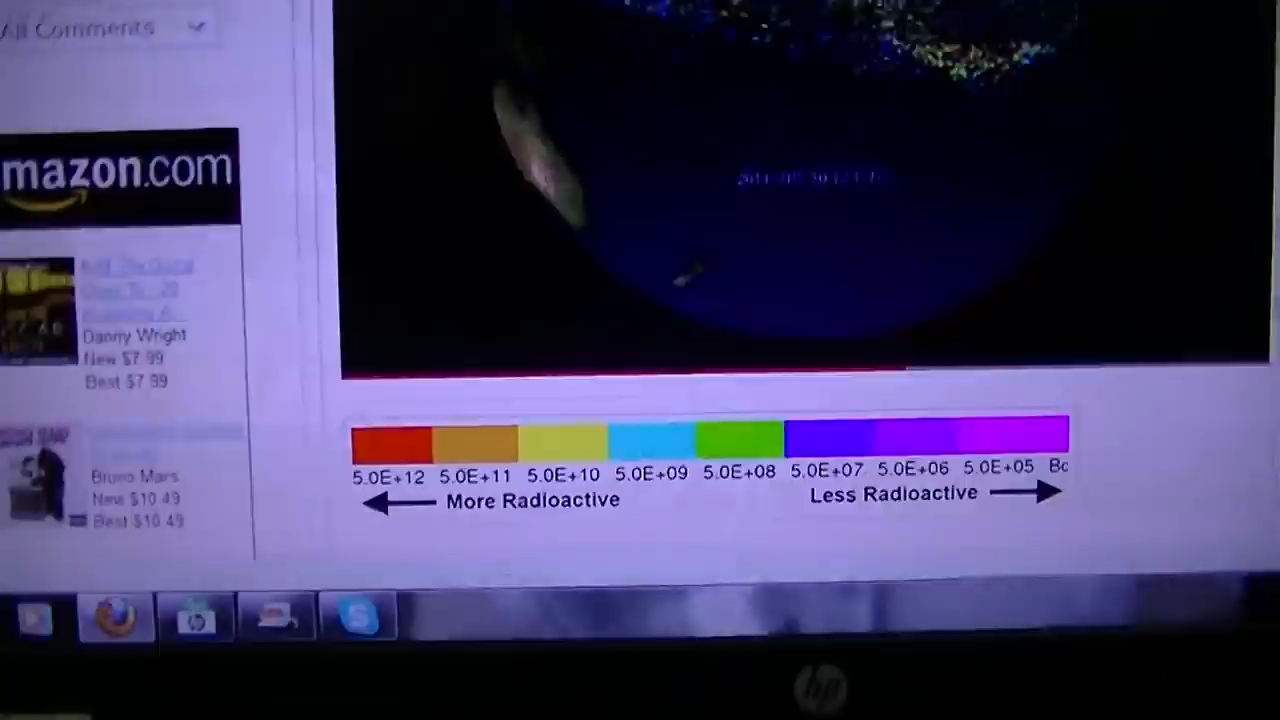 All Comments
mazon.com
Danny Wright
New $7.99
Best $7.99
Bruno Mars
New $10.49
Best $10.49
5.0E+12 5.0E+11 5.0E+10 5.0E+09 5.0E+08 5.0E+07 5.0E+06 5.0E+05 Bc
More Radioactive Less Radioactive
hp